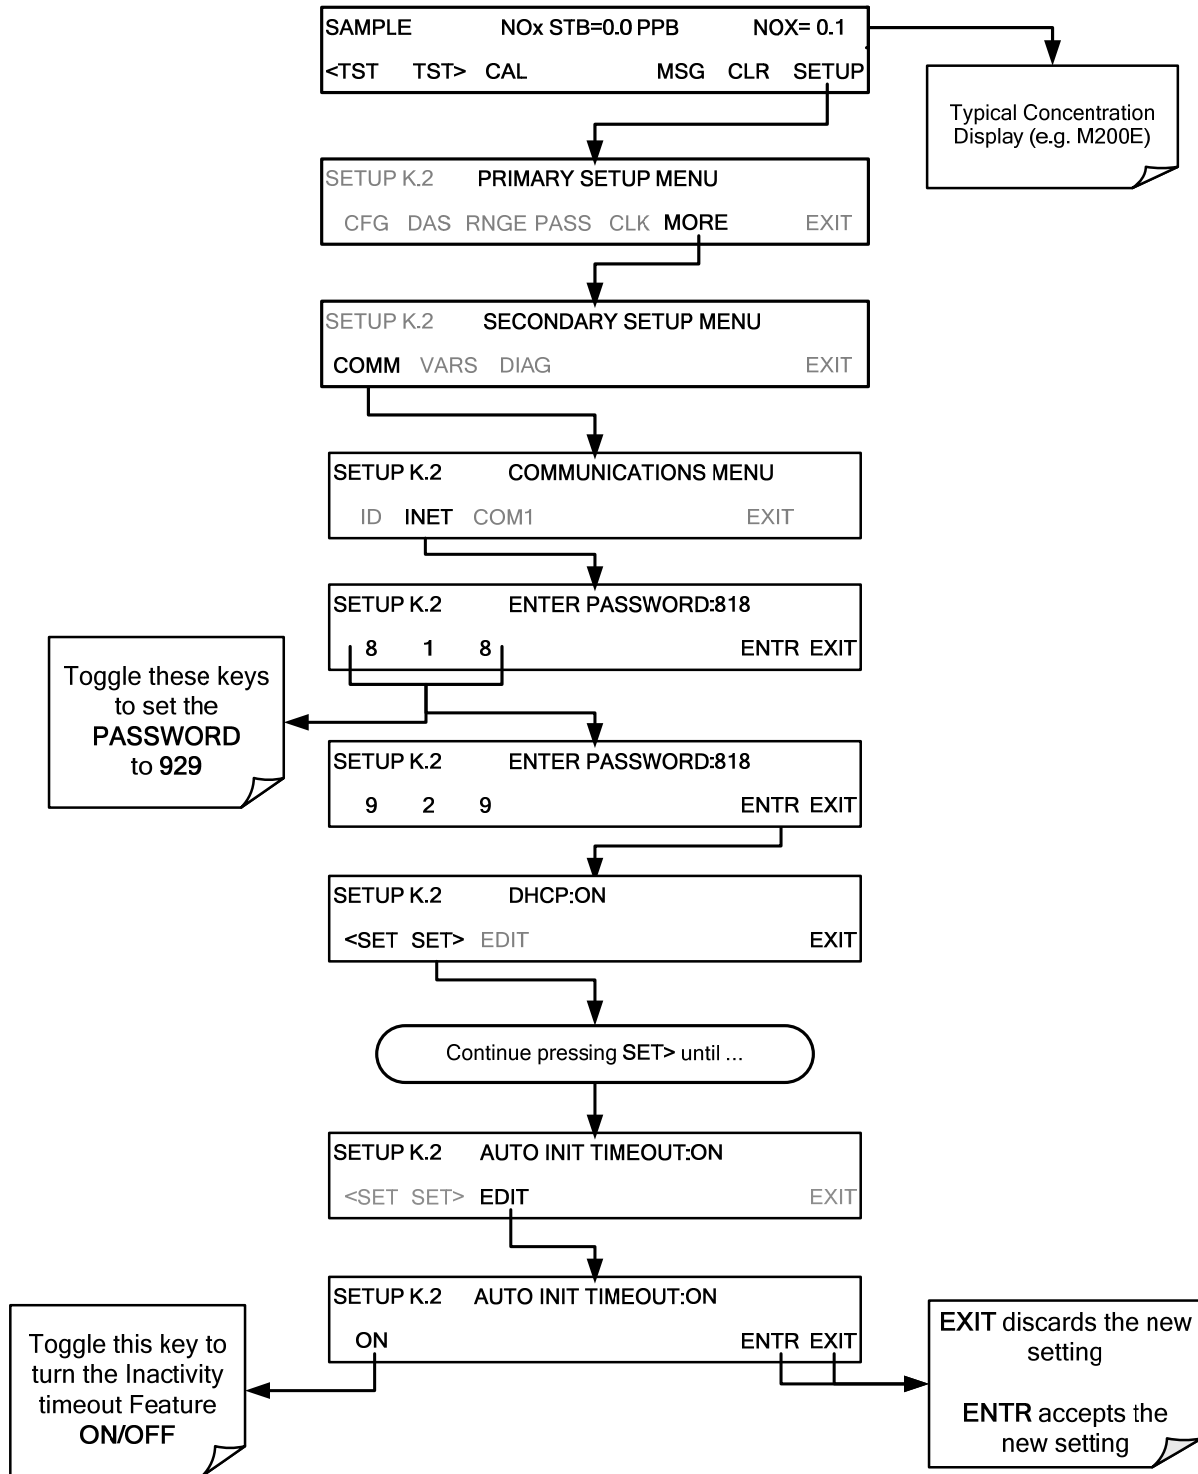 SAMPLE NOx STB=0.0 PPB NOX= 0.1
<TST TST> CAL MSG CLR SETUP
Typical Concentration
Display (e.g. M200E)
SETUP K.2 PRIMARY SETUP MENU
CFG DAS RNGE PASS CLK MORE EXIT
SETUP K.2 SECONDARY SETUP MENU
COMM VARS DIAG EXIT
SETUP K.2 COMMUNICATIONS MENU
ID INET COM1 EXIT
SETUP K.2 ENTER PASSWORD:818
8 1 8 ENTR EXIT
Toggle these keys
to set the
PASSWORD
to 929
SETUP K.2 ENTER PASSWORD:818
9 2 9 ENTR EXIT
SETUP K.2 DHCP:ON
<SET SET> EDIT EXIT
Continue pressing SET> until ...
SETUP K.2 AUTO INIT TIMEOUT:ON
<SET SET> EDIT EXIT
SETUP K.2 AUTO INIT TIMEOUT:ON
ON ENTR EXIT
Toggle this key to
turn the Inactivity
timeout Feature
ON/OFF
EXIT discards the new
setting
ENTR accepts the
new setting